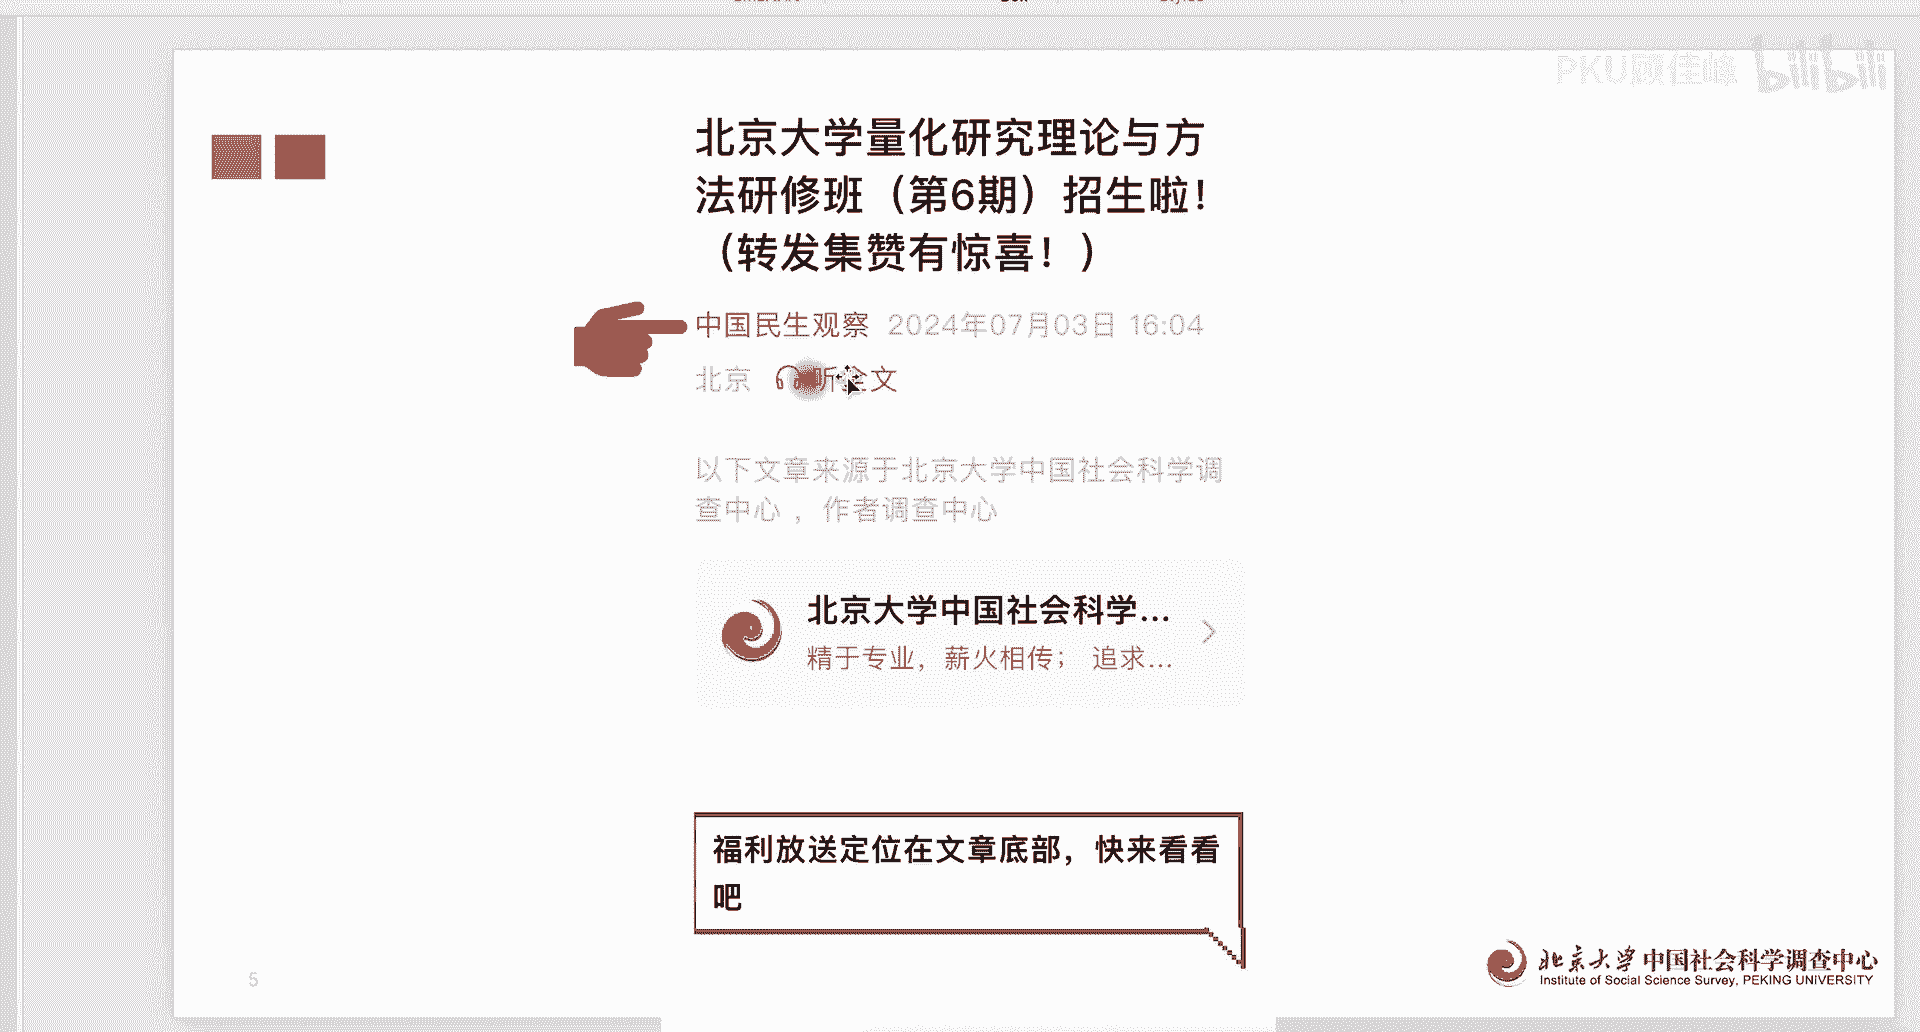 PKU顾佳峰 bilibili
北京大学量化研究理论与方
法研修班（第6期）招生啦！
（转发集赞有惊喜！）
中国民生观察 2024年07月03日 16:04
北京 听全文
以下文章来源于北京大学中国社会科学调
查中心 ，作者调查中心
北京大学中国社会科学...
精于专业，薪火相传； 追求...
福利放送定位在文章底部，快来看看
吧
5
北京大学中国社会科学调查中心
Institute of Social Science Survey, PEKING UNIVERSITY